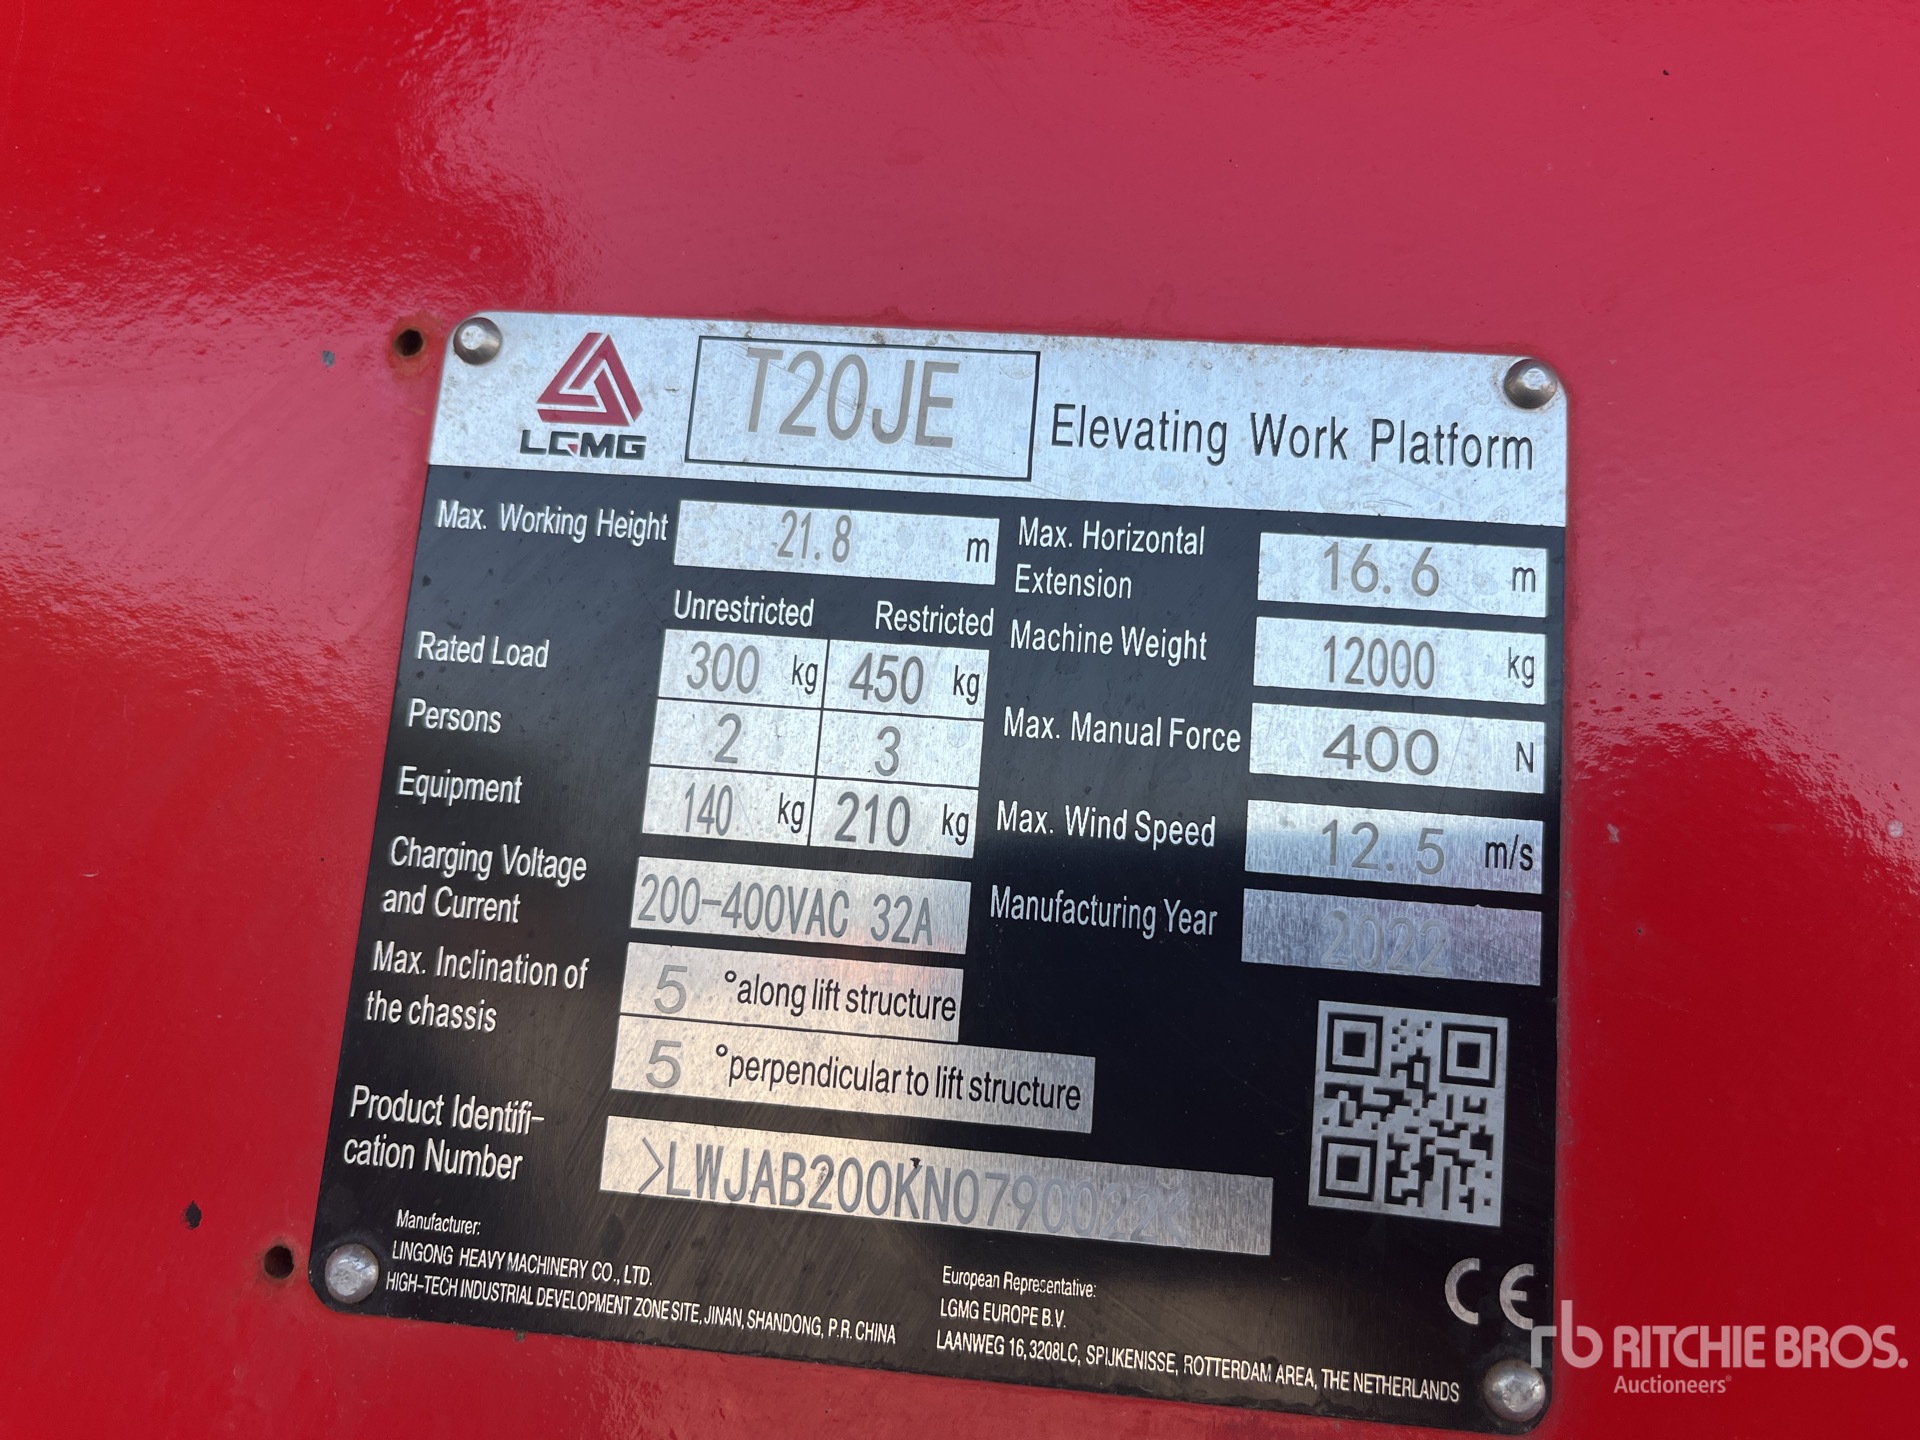 LGMG
T20JE
Elevating Work Platform
Max. Working Height 21.8 m
Max. Horizontal
Extension 16.6 m
Unrestricted Restricted
Rated Load 300 kg 450 kg
Machine Weight 12000 kg
Persons 2 3
Max. Manual Force 400 N
Equipment 140 kg 210 kg
Max. Wind Speed 12.5 m/s
Charging Voltage
and Current 200-400VAC 32A
Manufacturing Year 2022
Max. Inclination of
the chassis
5 °along lift structure
5 °perpendicular to lift structure
Product Identifi-
cation Number
>LWJAB200KN0790022K
Manufacturer:
LINGONG HEAVY MACHINERY CO., LTD.
HIGH-TECH INDUSTRIAL DEVELOPMENT ZONE SITE, JINAN, SHANDONG, P.R. CHINA
European Representative:
LGMG EUROPE B.V.
LAANWEG 16, 3208LC, SPIJKENISSE, ROTTERDAM AREA, THE NETHERLANDS
CE
rb RITCHIE BROS.
Auctioneers®